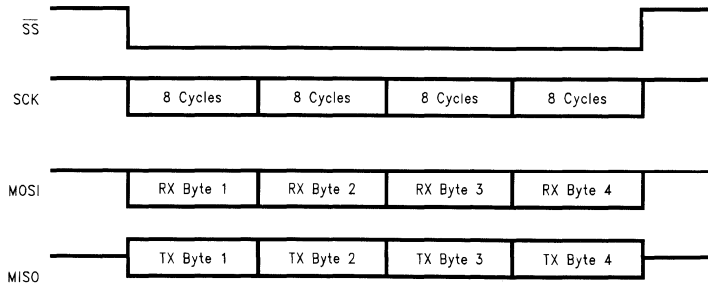 SS
SCK 8 Cycles 8 Cycles 8 Cycles 8 Cycles
MOSI RX Byte 1 RX Byte 2 RX Byte 3 RX Byte 4
MISO TX Byte 1 TX Byte 2 TX Byte 3 TX Byte 4